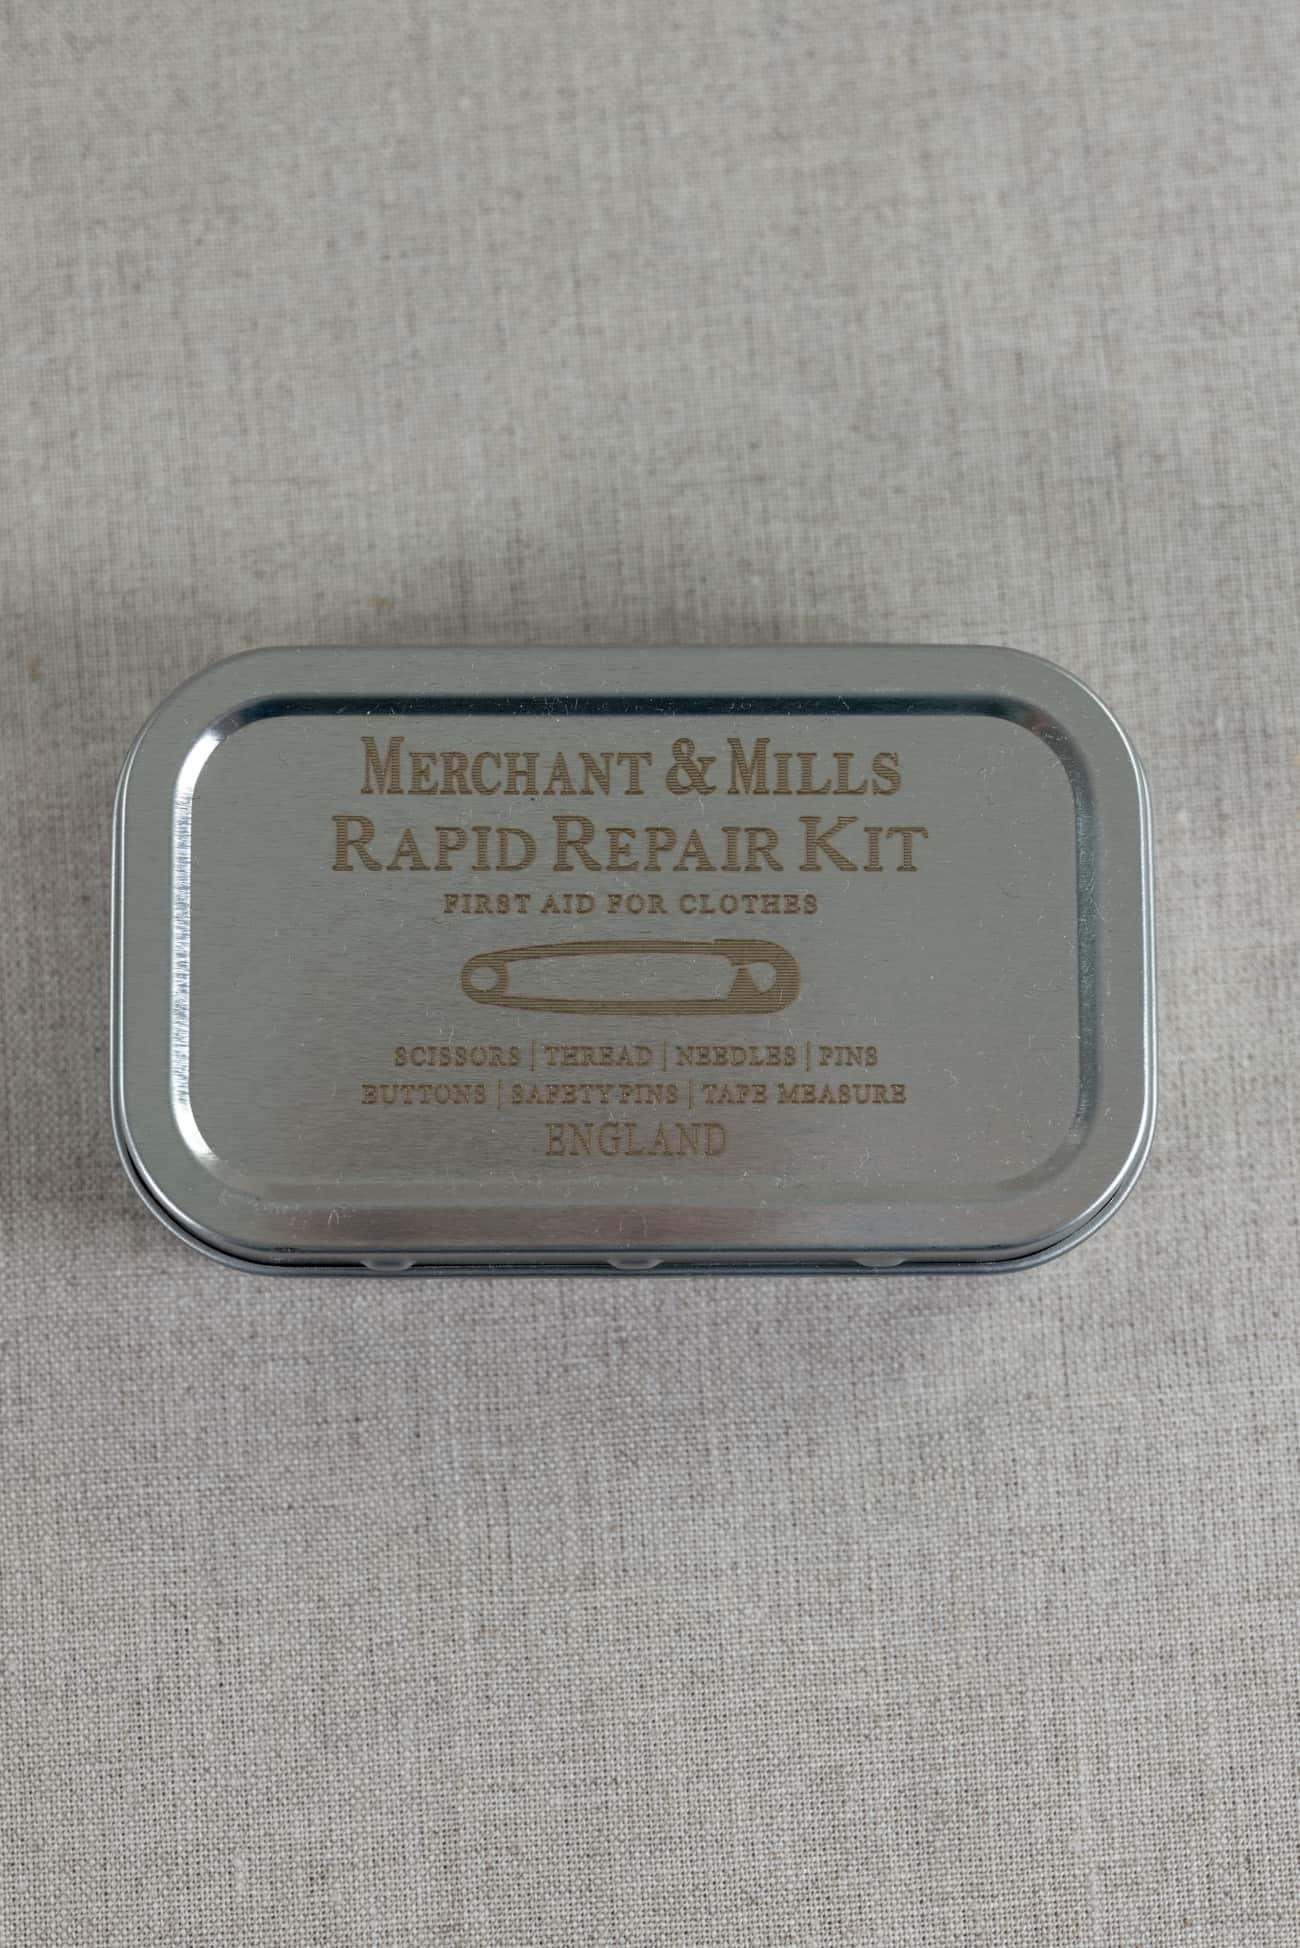 MERCHANT & MILLS
RAPID REPAIR KIT
FIRST AID FOR CLOTHES
SCISSORS | THREAD | NEEDLES | PINS
BUTTONS | SAFETY PINS | TAPE MEASURE
ENGLAND